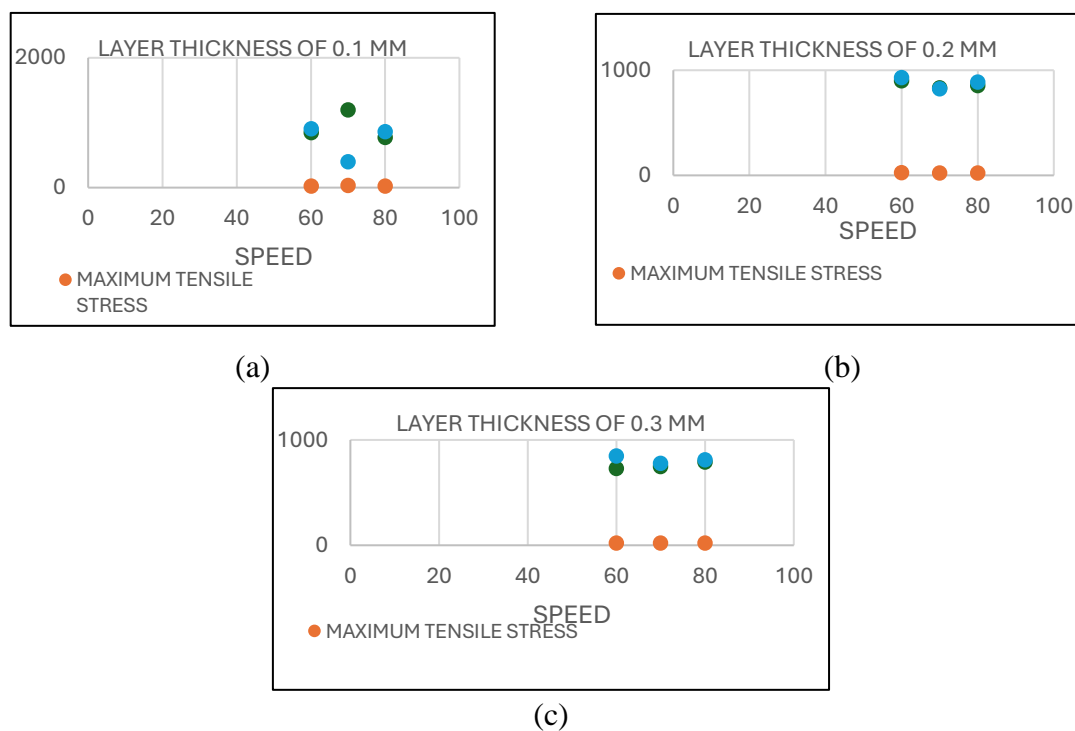 LAYER THICKNESS OF 0.1 MM
2000
0
0 20 40 60 80 100
SPEED
MAXIMUM TENSILE
STRESS
(a)
LAYER THICKNESS OF 0.2 MM
1000
0
0 20 40 60 80 100
SPEED
MAXIMUM TENSILE STRESS
(b)
LAYER THICKNESS OF 0.3 MM
1000
0
0 20 40 60 80 100
SPEED
MAXIMUM TENSILE STRESS
(c)